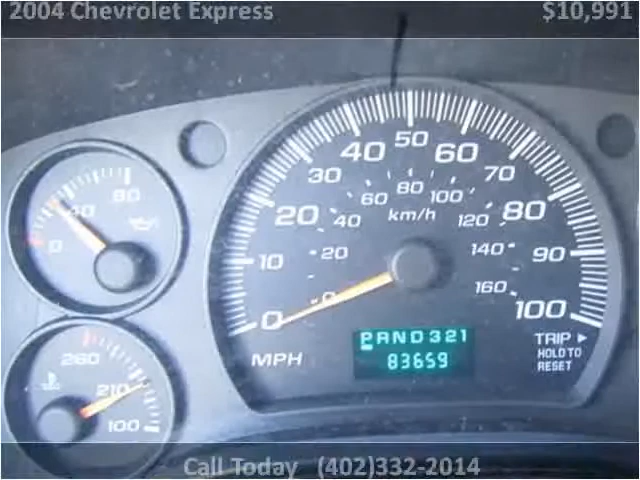 2004 Chevrolet Express $10,991
80
40
0
260
210
100
0 10 20 30 40 50 60 70 80 90 100
0 20 40 60 80 100 120 140 160
km/h
MPH
PRND321
83659
TRIP ►
HOLD TO
RESET
Call Today (402)332-2014